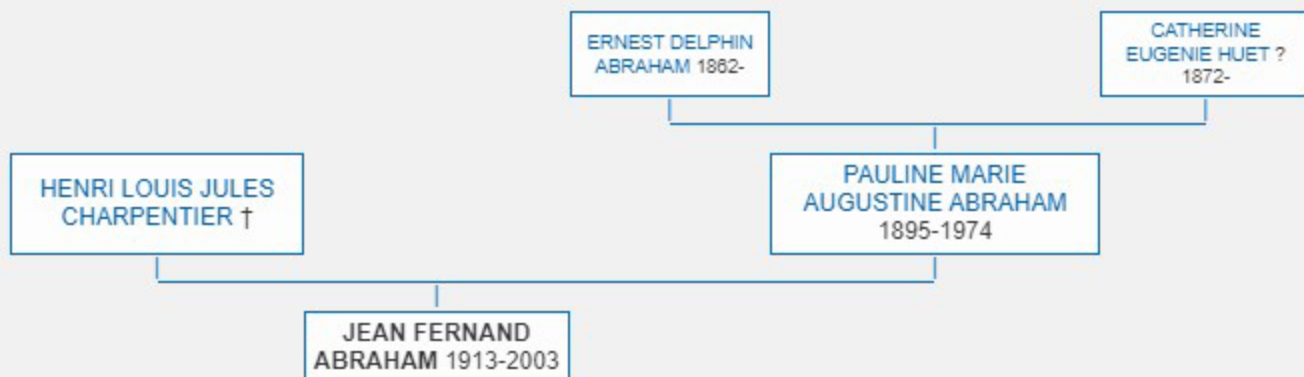 ERNEST DELPHIN
ABRAHAM 1862-
CATHERINE
EUGENIE HUET ?
1872-
HENRI LOUIS JULES
CHARPENTIER †
PAULINE MARIE
AUGUSTINE ABRAHAM
1895-1974
JEAN FERNAND
ABRAHAM 1913-2003